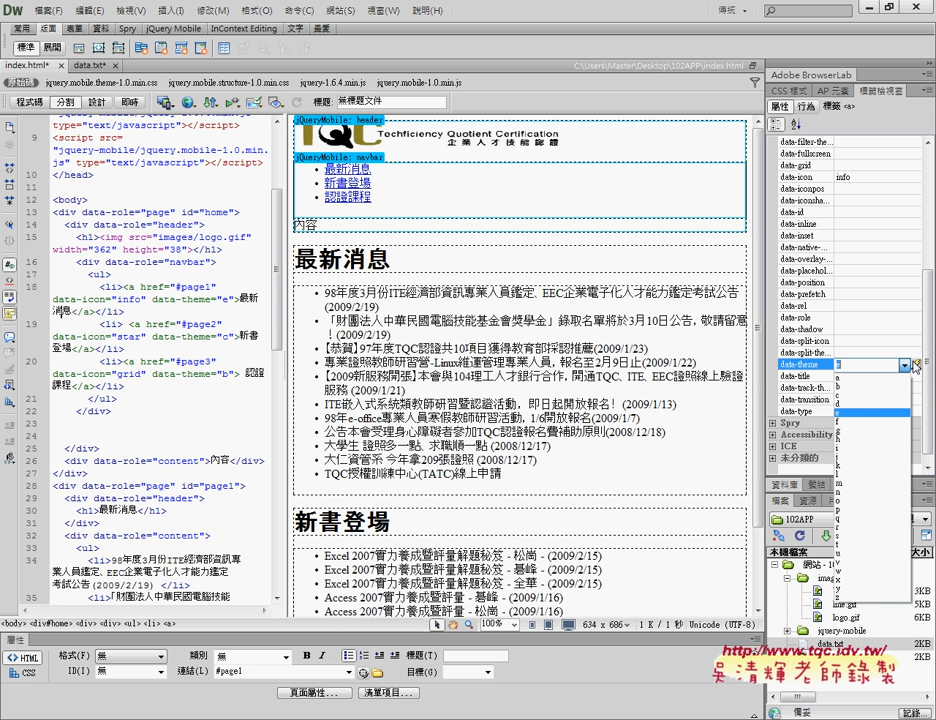 Dw 檔案(F) 編輯(E) 檢視(V) 插入(I) 修改(M) 格式(O) 命令(C) 網站(S) 視窗(W) 說明(H) 傳統
常用 版面 表單 資料 Spry jQuery Mobile InContext Editing 文字 最愛
標準 展開
index.html* × data.txt* × C:\Users\Master\Desktop\102APP\index.html
原始碼 jquery.mobile.theme-1.0.min.css jquery.mobile.structure-1.0.min.css jquery-1.6.4.min.js jquery.mobile-1.0.min.js
程式碼 分割 設計 即時 標題: 無標題文件
type="text/javascript"></script>
9 <script
src=
"jquery-mobile/jquery.mobile-1.0.min.
js" type="text/javascript"></script>
10 </head>
11
12 <body>
13 <div data-role="page" id="home">
14 <div data-role="header">
15 <h1><img src="images/logo.gif"
width="362" height="38"></h1>
16 <div data-role="navbar">
17 <ul>
18 <li><a href="#page1"
data-icon="info" data-theme="e">最新
消息</a></li>
19 <li> <a href="#page2"
data-icon="star" data-theme="c">新書
登場</a></li>
20 <li><a href="#page3"
data-icon="grid" data-theme="b"> 認證
課程</a></li>
21 </ul>
22 </div>
23
24
25 </div>
26 <div data-role="content">內容</div>
27 </div>
28 <div data-role="page" id="page1">
29 <div data-role="header">
30 <h1>最新消息</h1>
31 </div>
32 <div data-role="content">
33 <ul>
34 <li>98年度3月份ITE經濟部資訊專
業人員鑑定、EEC企業電子化人才能力鑑定
考試公告(2009/2/19) </li>
35 <li>「財團法人中華民國電腦技能
jQueryMobile: header
TQC Techficiency Quotient Certification
企業人才技能認證
jQueryMobile: navbar
• 最新消息
• 新書登場
• 認證課程
內容
最新消息
• 98年度3月份ITE經濟部資訊專業人員鑑定、EEC企業電子化人才能力鑑定考試公告
(2009/2/19)
• 「財團法人中華民國電腦技能基金會獎學金」錄取名單將於3月10日公告，敬請留意
！(2009/2/19)
• 【恭賀】97年度TQC認證共10項目獲得教育部採認推薦(2009/1/23)
• 專業證照教師研習營-Linux維運管理專業人員，報名至2月9日止(2009/1/22)
• 【2009新服務開張】本會與104理工人才銀行合作，開通TQC、ITE、EEC證照線上驗證
服務 (2009/1/21)
• ITE嵌入式系統類教師研習暨認廠活動，即日起開放報名！ (2009/1/13)
• 98年e-office專業人員寒假教師研習活動，1/6開放報名(2009/1/7)
• 公告本會受理身心障礙者參加TQC認證報名費補助原則(2008/12/18)
• 大學生 證照多一點、求職順一點 (2008/12/17)
• 大仁資管系 今年拿209張證照 (2008/12/17)
• TQC授權訓練中心(TATC)線上申請
新書登場
• Excel 2007實力養成暨評量解題秘笈 - 松崗 - (2009/2/15)
• Excel 2007實力養成暨評量解題秘笈 - 碁峰 - (2009/2/15)
• Excel 2007實力養成暨評量解題秘笈 - 全華 - (2009/2/15)
• Access 2007實力養成暨評量 - 碁峰 - (2009/1/16)
• Access 2007實力養成暨評量 - 松崗 - (2009/1/16)
<body> <div#home> <div> <div> <ul> <li> <a> 100% 634 x 686 1 K / 1 秒 Unicode (UTF-8)
屬性
<> HTML 格式(F) 無 類別 無 B I 標題(T)
CSS ID(I) 無 連結(L) #page1 目標(G)
頁面屬性... 清單項目...
Adobe BrowserLab
CSS 樣式 AP 元素 標籤檢視窗
屬性 行為 標籤 <a>
data-filter-the...
data-fullscreen
data-grid
data-icon info
data-iconpos
data-iconsha...
data-id
data-inline
data-inset
data-native-...
data-overlay-...
data-placehol...
data-position
data-prefetch
data-rel
data-role
data-shadow
data-split-icon
data-split-the...
data-theme e
data-title
data-track-th...
data-transition
data-type
Spry
Accessibility
ICE
未分類的
資料庫 繫結
檔案 資源
102APP
本機檔案 大小
line.gif 3KB
logo.gif 6KB
jquery-mobile
data.txt 2KB
2KB
備妥 記錄...
http://www.tqc.idv.tw/
吳清輝老師錄製